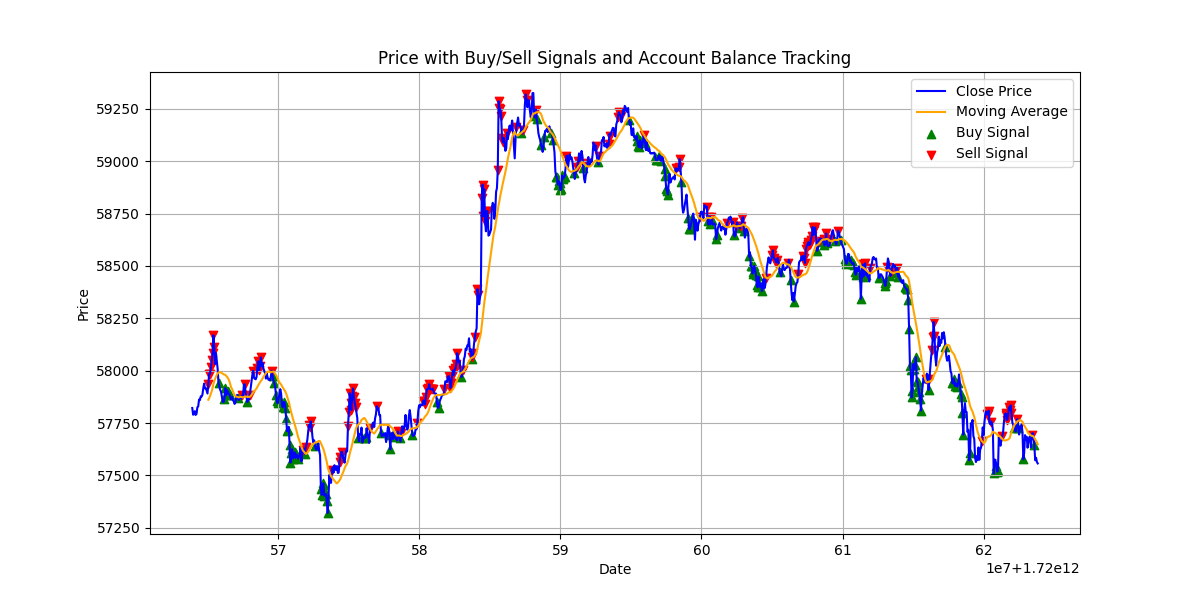 Price with Buy/Sell Signals and Account Balance Tracking
Close Price
Moving Average
Buy Signal
Sell Signal
Price
59250
59000
58750
58500
58250
58000
57750
57500
57250
57 58 59 60 61 62
1e7+1.72e12
Date